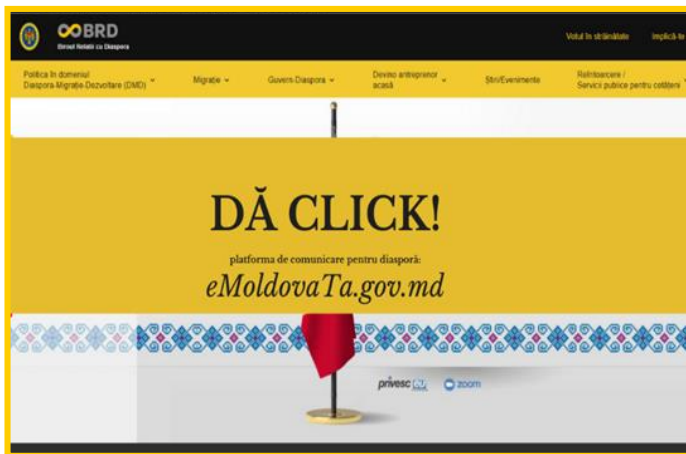 BRD
Biroul Relații cu Diaspora
Votul în străinătate
Implică-te
Politica în domeniul
Diaspora-Migrație-Dezvoltare (DMD)
Migrație
Guvern-Diaspora
Devino antreprenor
acasă
Știri/Evenimente
Reîntoarcere /
Servicii publice pentru cetățeni
DĂ CLICK!
platforma de comunicare pentru diasporă:
eMoldovaTa.gov.md
privesc eu
zoom